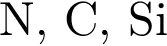 N, C, Si